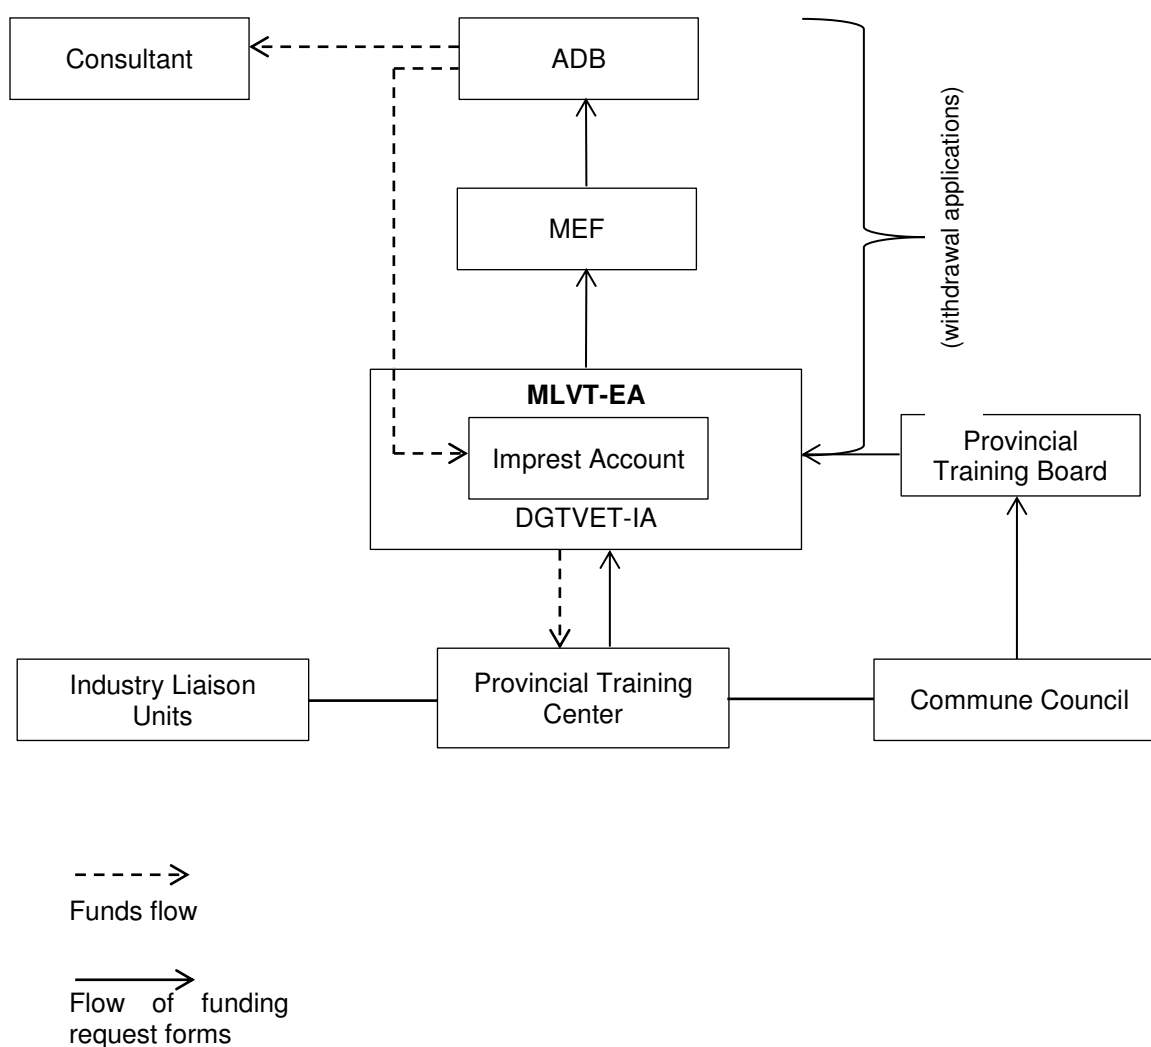 Consultant
ADB
(withdrawal applications)
MEF
MLVT-EA
Imprest Account
DGTVET-IA
Provincial
Training Board
Industry Liaison
Units
Provincial Training
Center
Commune Council
Funds flow
Flow of funding
request forms